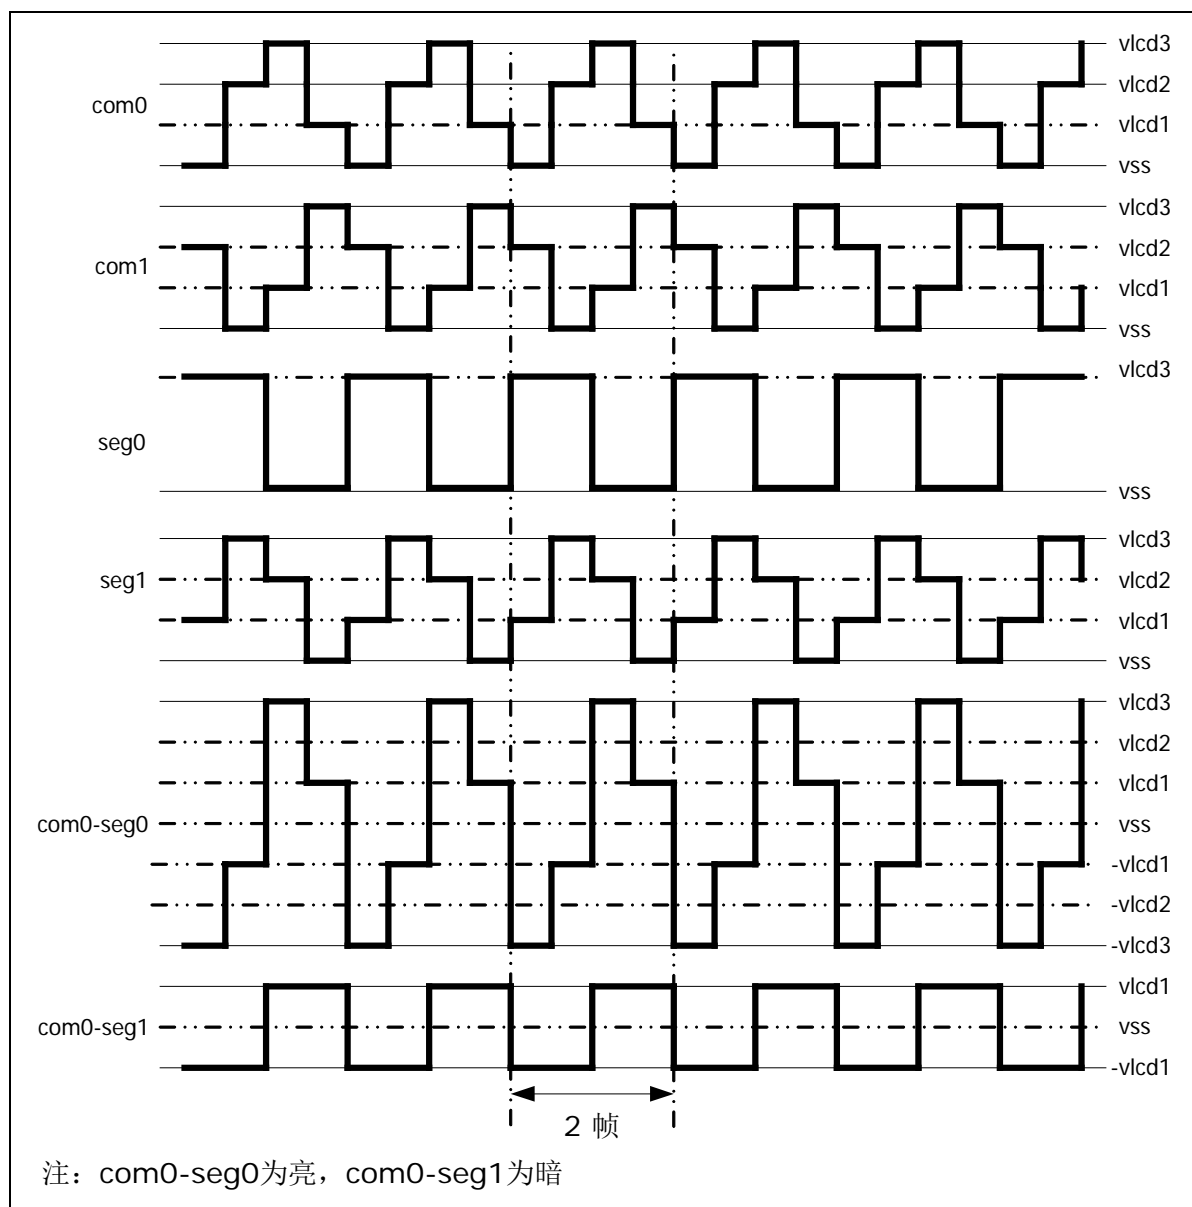 com0
vlcd3
vlcd2
vlcd1
vss
com1
vlcd3
vlcd2
vlcd1
vss
seg0
vlcd3
vss
seg1
vlcd3
vlcd2
vlcd1
vss
com0-seg0
vlcd3
vlcd2
vlcd1
vss
-vlcd1
-vlcd2
-vlcd3
com0-seg1
vlcd1
vss
-vlcd1
2 帧
注：com0-seg0为亮，com0-seg1为暗